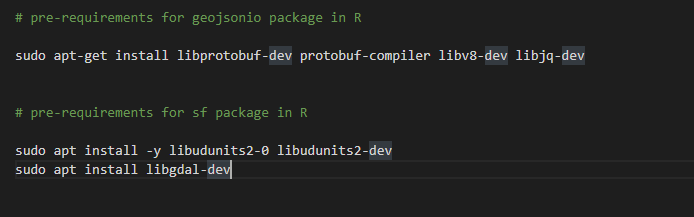 # pre-requirements for geojsonio package in R
sudo apt-get install libprotobuf-dev protobuf-compiler libv8-dev libjq-dev
# pre-requirements for sf package in R
sudo apt install -y libudunits2-0 libudunits2-dev
sudo apt install libgdal-dev